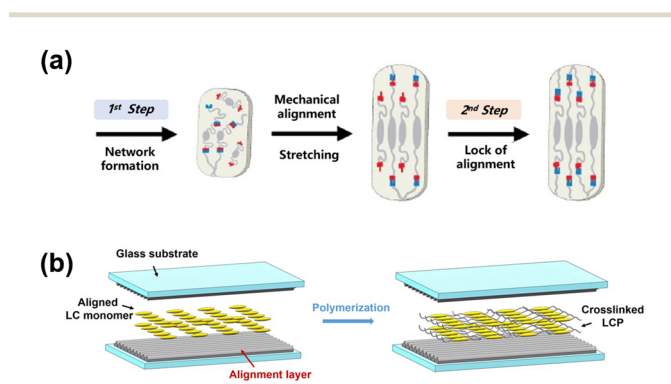 (a)
1st Step
Network
formation
Mechanical
alignment
Stretching
2nd Step
Lock of
alignment
(b)
Glass substrate
Aligned
LC monomer
Alignment layer
Polymerization
Crosslinked
LCP